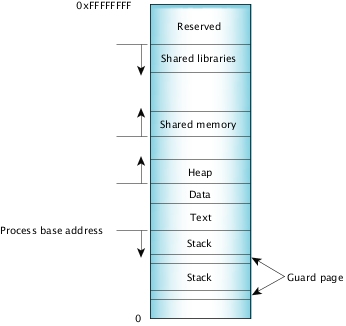 0xFFFFFFFF
Reserved
Shared libraries
Shared memory
Heap
Data
Text
Process base address
Stack
Stack
Guard page
0